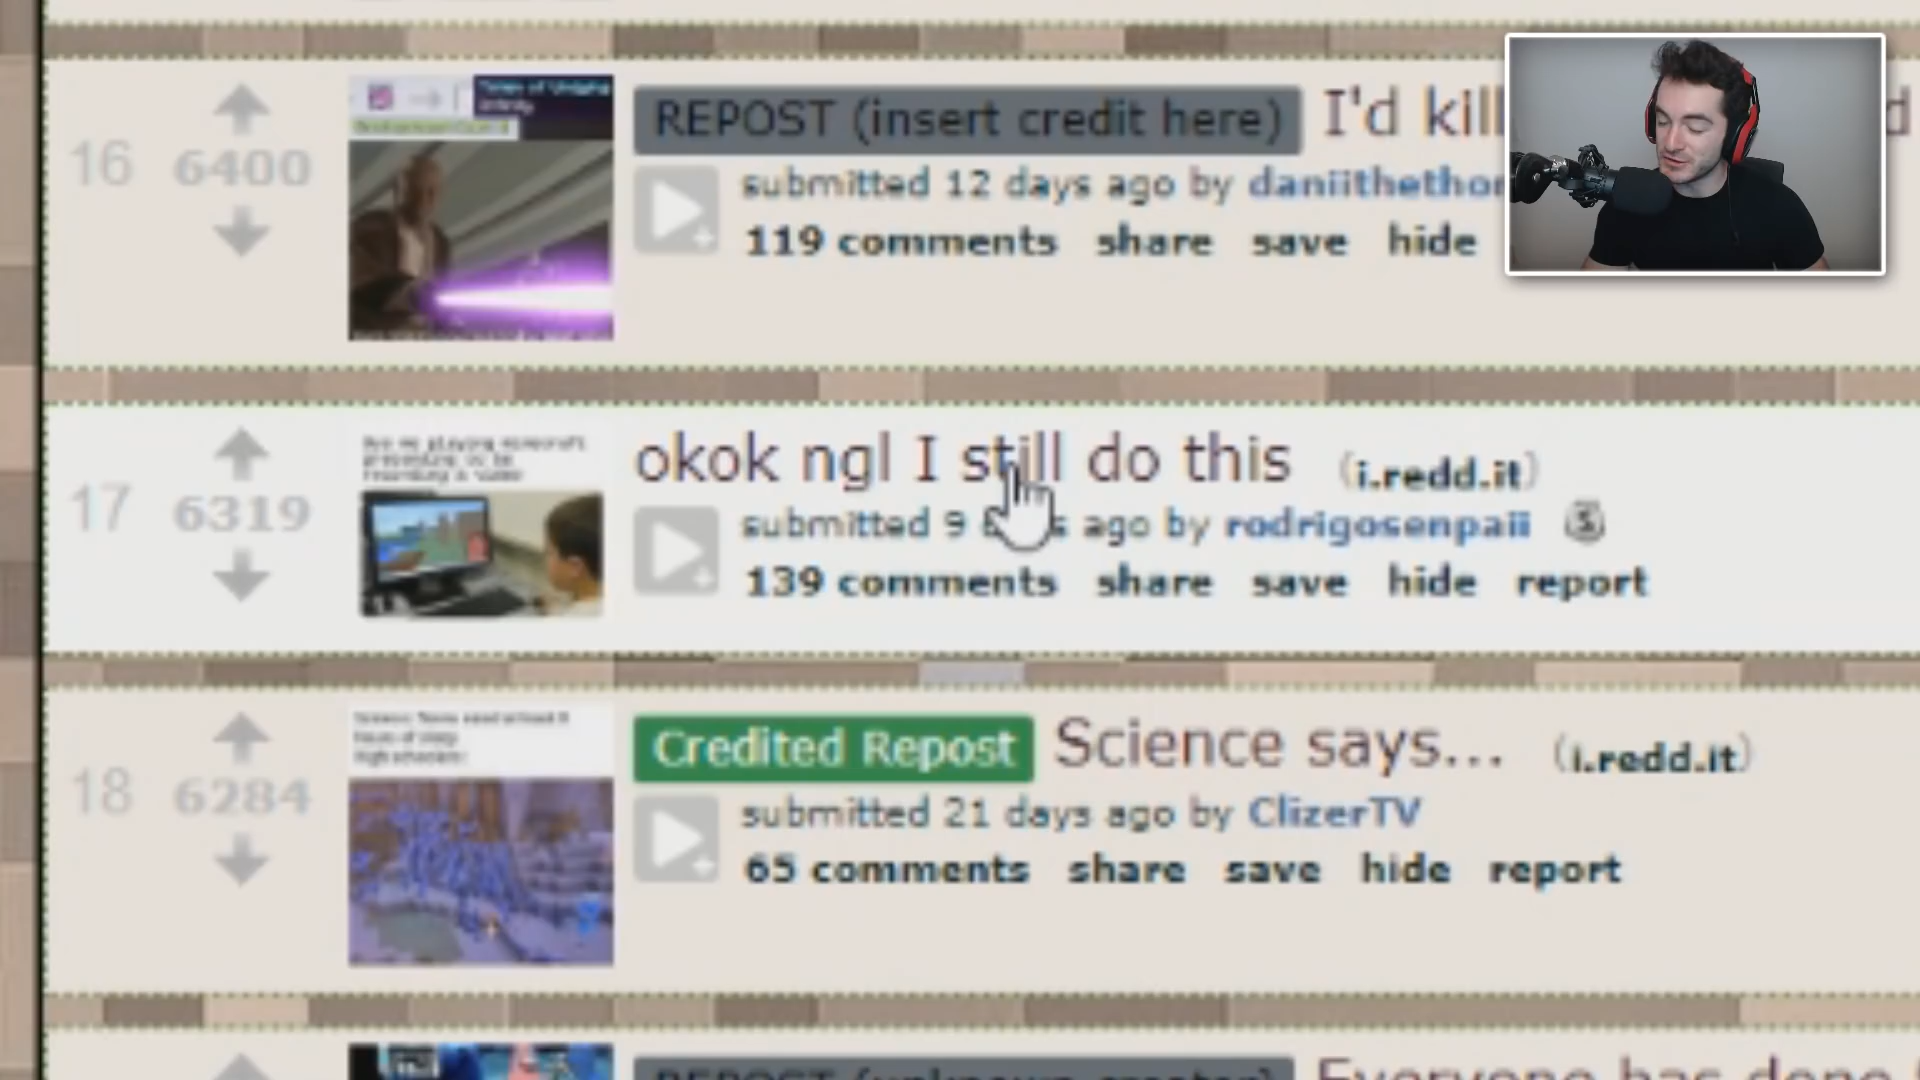 REPOST (insert credit here) I'd kill
16
6400
submitted 12 days ago by
119 comments share save hide
okok ngl I still do this (i.redd.it)
17
6319
submitted 9 ago by rodrigosenpaii
139 comments share save hide report
Credited Repost Science says... (i.redd.it)
18
6284
submitted 21 days ago by ClizerTV
65 comments share save hide report
Everyone has done